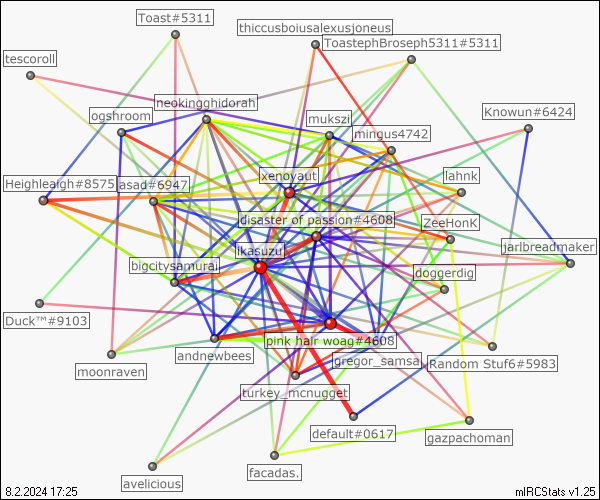 Toast#5311
thiccusboiusalexusjoneus
ToastephBroseph5311#5311
tescoroll
neokingghidorah
ogshroom
mukszi
Knowun#6424
mingus4742
xenoyaut
lahnk
Heighleaigh#8575
asad#6947
disaster of passion#4608
ZeeHonK
ikasuzu
jarlbreadmaker
bigcitysamurai
doggerdig
Duck™#9103
pink hair woag#4608
andnewbees
gregor_samsa
Random Stuf6#5983
moonraven
turkey_mcnugget
default#0617
gazpachoman
avelicious
facadas.
8.2.2024 17:25
mIRCStats v1.25